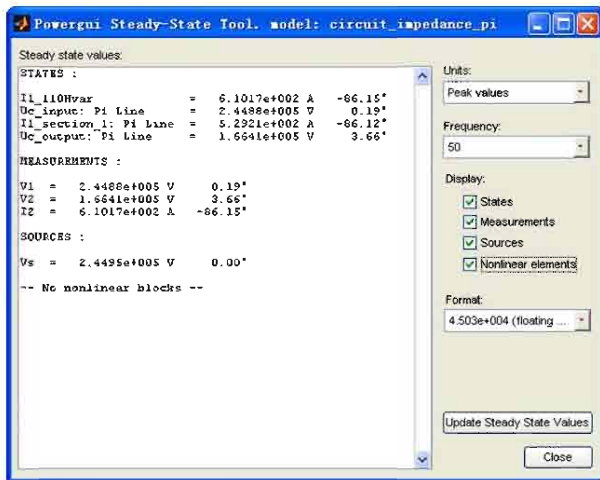 Powergui Steady-State Tool. model: circuit_impedance_pi
Steady state values:
STATES :
Il_110Mvar = 6.1017e+002 A -86.15°
Uc_input: Pi Line = 2.4488e+005 V 0.19°
Il_section_1: Pi Line = 5.2921e+002 A -86.12°
Uc_output: Pi Line = 1.6641e+005 V 3.66°
MEASUREMENTS :
V1 = 2.4488e+005 V 0.19°
V2 = 1.6641e+005 V 3.66°
I2 = 6.1017e+002 A -86.15°
SOURCES :
Vs = 2.4495e+005 V 0.00°
-- No nonlinear blocks --
Units:
Peak values
Frequency:
50
Display:
States
Measurements
Sources
Nonlinear elements
Format:
4.503e+004 (floating ...
Update Steady State Values
Close